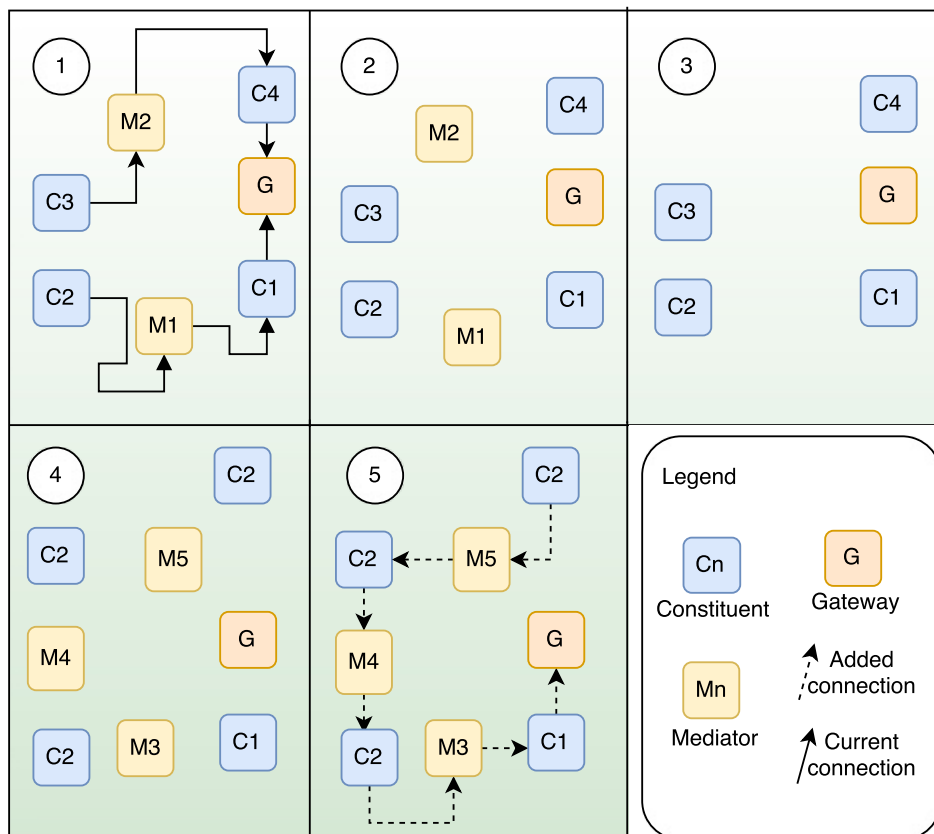 1
M2
C4
C3
G
C2
M1
C1
2
M2
C4
C3
G
C2
M1
C1
3
C4
C3
G
C2
C1
4
C2
C2
M5
M4
G
C2
M3
C1
5
C2
C2
M5
M4
G
C2
M3
C1
Legend
Cn
Constituent
G
Gateway
Mn
Mediator
Added
connection
Current
connection